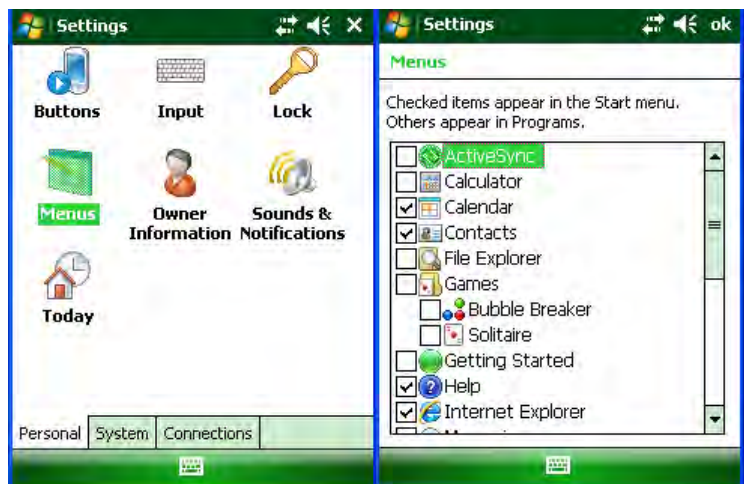 Settings
Buttons
Input
Lock
Menus
Owner
Information
Sounds &
Notifications
Today
Personal
System
Connections
Settings
ok
Menus
Checked items appear in the Start menu.
Others appear in Programs.
ActiveSync
Calculator
Calendar
Contacts
File Explorer
Games
Bubble Breaker
Solitaire
Getting Started
Help
Internet Explorer